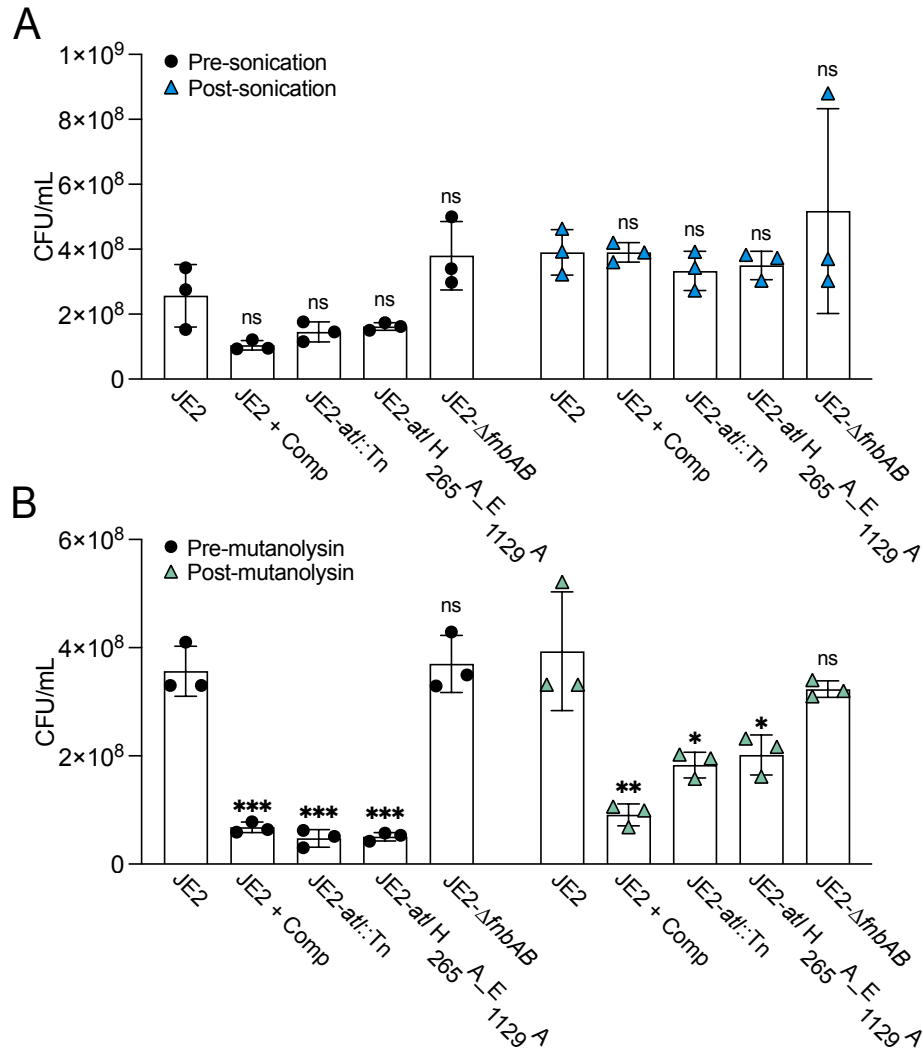 A
1×10⁹
8×10⁸
6×10⁸
4×10⁸
2×10⁸
0
CFU/mL
Pre-sonication
Post-sonication
ns
ns
ns
ns
ns
ns
ns
ns
JE2
JE2 + Comp
JE2-atl::Tn
JE2-atl H265A_E1129A
JE2-ΔfnbAB
JE2
JE2 + Comp
JE2-atl::Tn
JE2-atl H265A_E1129A
JE2-ΔfnbAB
B
6×10⁸
4×10⁸
2×10⁸
0
CFU/mL
Pre-mutanolysin
Post-mutanolysin
***
***
***
ns
**
*
*
ns
JE2
JE2 + Comp
JE2-atl::Tn
JE2-atl H265A_E1129A
JE2-ΔfnbAB
JE2
JE2 + Comp
JE2-atl::Tn
JE2-atl H265A_E1129A
JE2-ΔfnbAB